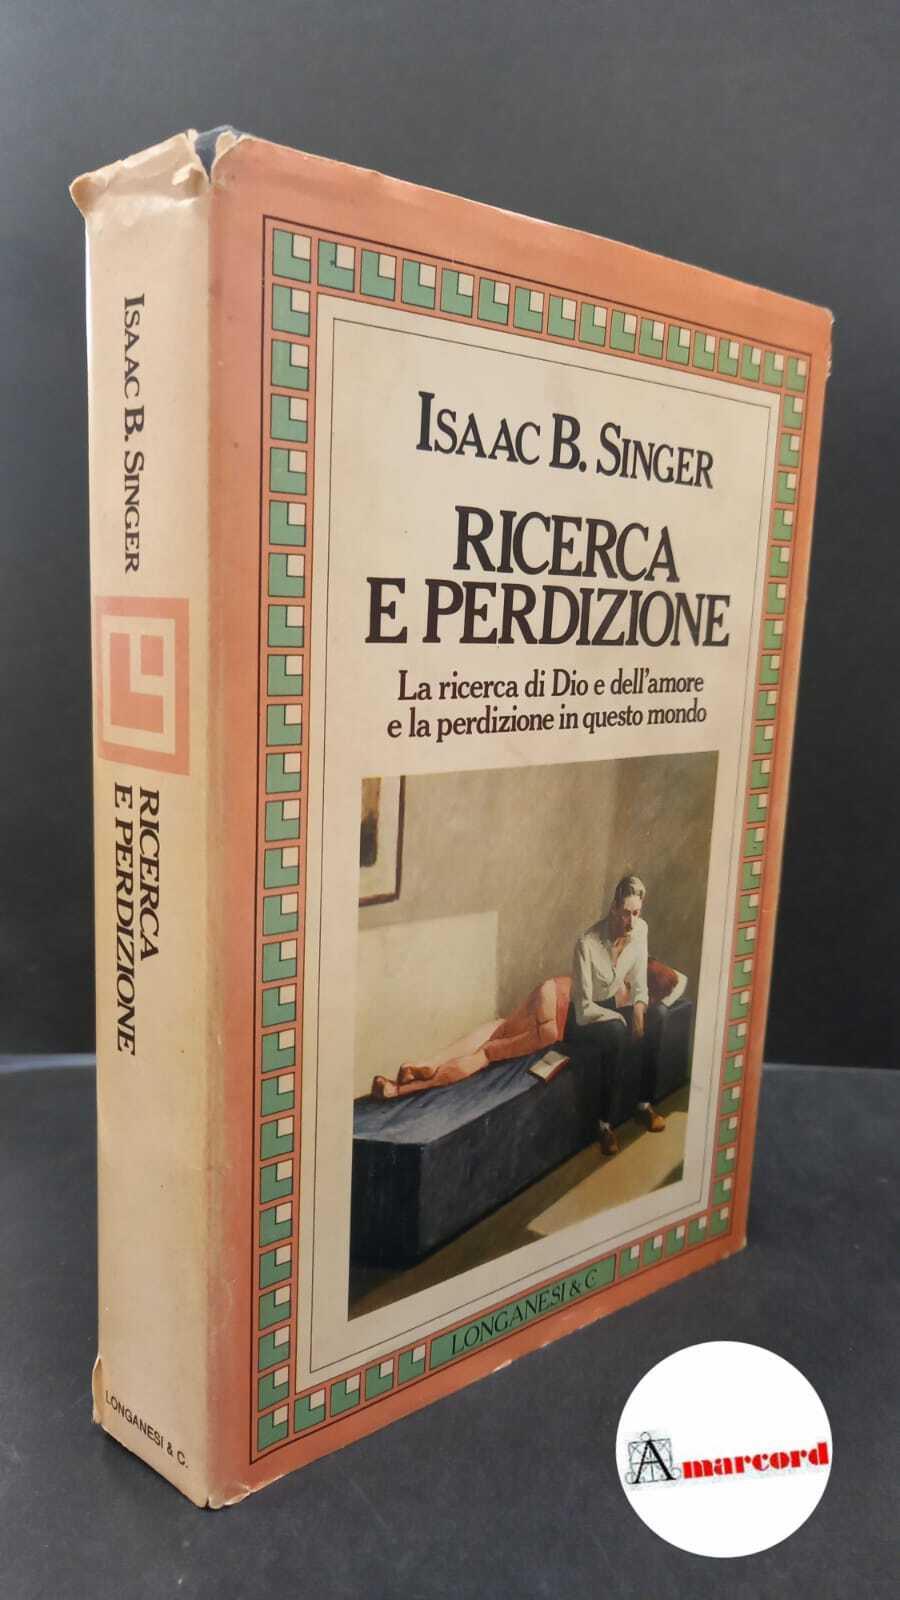 ISAAC B. SINGER
RICERCA
E PERDIZIONE
LONGANESI & C.
ISAAC B. SINGER
RICERCA
E PERDIZIONE
La ricerca di Dio e dell'amore
e la perdizione in questo mondo
LONGANESI & C.
Amarcord